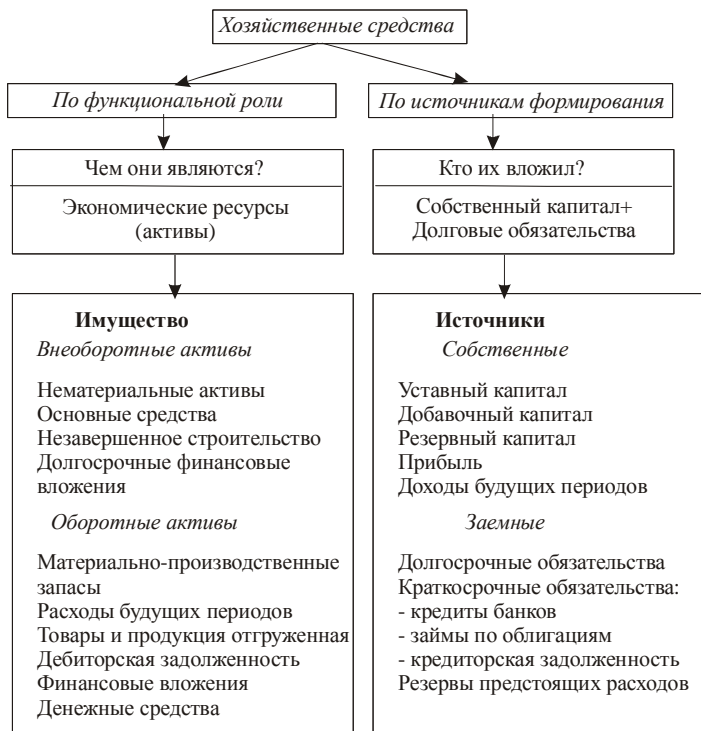 Хозяйственные средства
По функциональной роли
По источникам формирования
Чем они являются?
Экономические ресурсы
(активы)
Кто их вложил?
Собственный капитал+
Долговые обязательства
Имущество
Внеоборотные активы
Нематериальные активы
Основные средства
Незавершенное строительство
Долгосрочные финансовые
вложения
Оборотные активы
Материально-производственные
запасы
Расходы будущих периодов
Товары и продукция отгруженная
Дебиторская задолженность
Финансовые вложения
Денежные средства
Источники
Собственные
Уставный капитал
Добавочный капитал
Резервный капитал
Прибыль
Доходы будущих периодов
Заемные
Долгосрочные обязательства
Краткосрочные обязательства:
- кредиты банков
- займы по облигациям
- кредиторская задолженность
Резервы предстоящих расходов